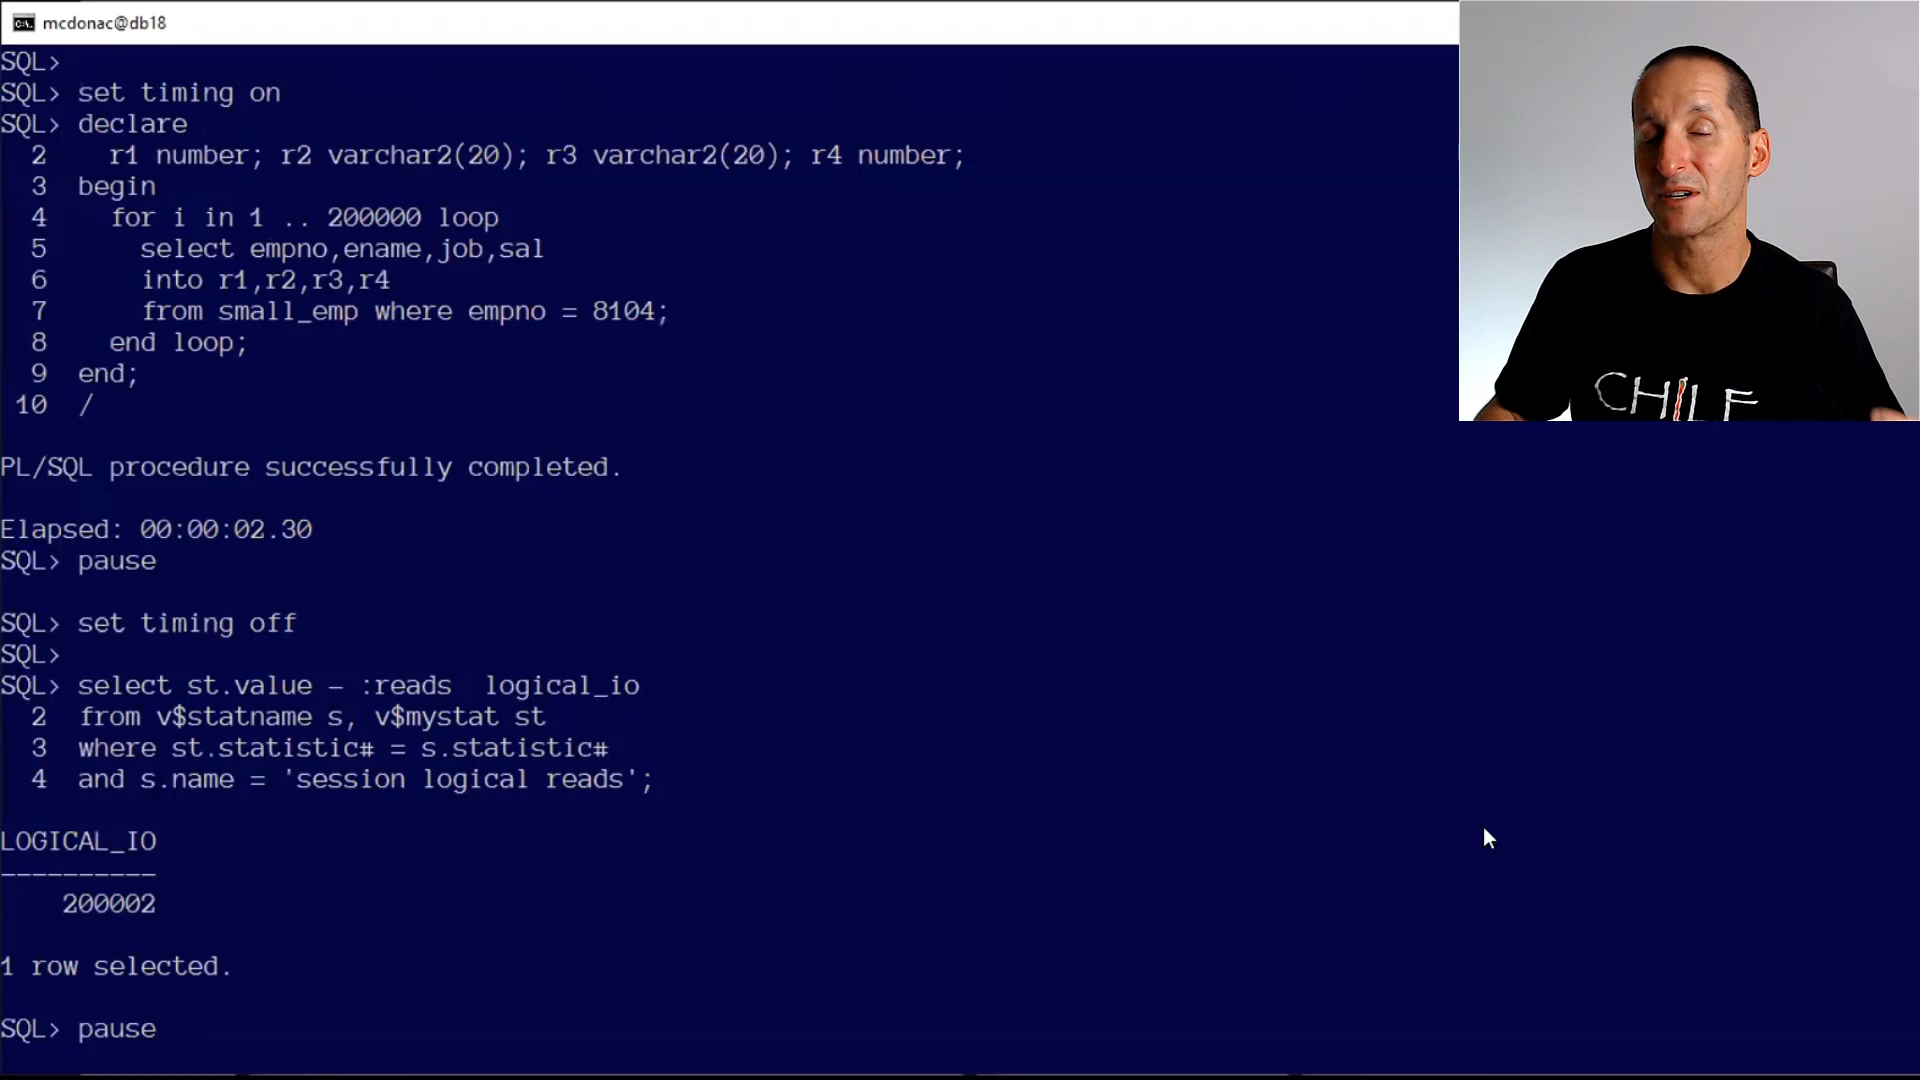 mcdonac@db18
SQL>
SQL> set timing on
SQL> declare
2 r1 number; r2 varchar2(20); r3 varchar2(20); r4 number;
3 begin
4 for i in 1 .. 200000 loop
5 select empno,ename,job,sal
6 into r1,r2,r3,r4
7 from small_emp where empno = 8104;
8 end loop;
9 end;
10 /
PL/SQL procedure successfully completed.
Elapsed: 00:00:02.30
SQL> pause
SQL> set timing off
SQL>
SQL> select st.value - :reads logical_io
2 from v$statname s, v$mystat st
3 where st.statistic# = s.statistic#
4 and s.name = 'session logical reads';
LOGICAL_IO
----------
200002
1 row selected.
SQL> pause
CHILE